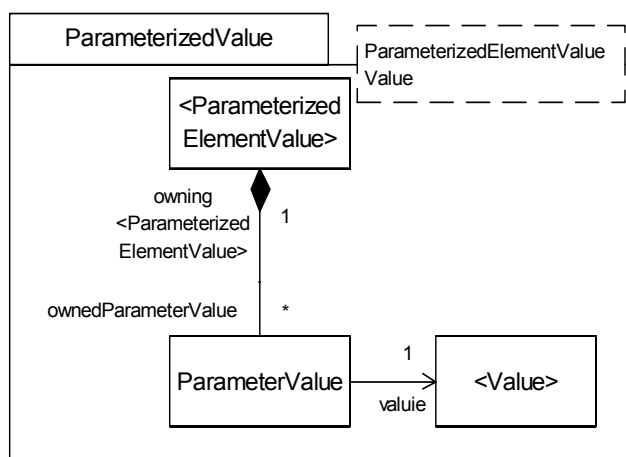 ParameterizedValue
ParameterizedElementValue
Value
<Parameterized
ElementValue>
owning
<Parameterized
ElementValue>
1
ownedParameterValue
*
ParameterValue
1
valuie
<Value>